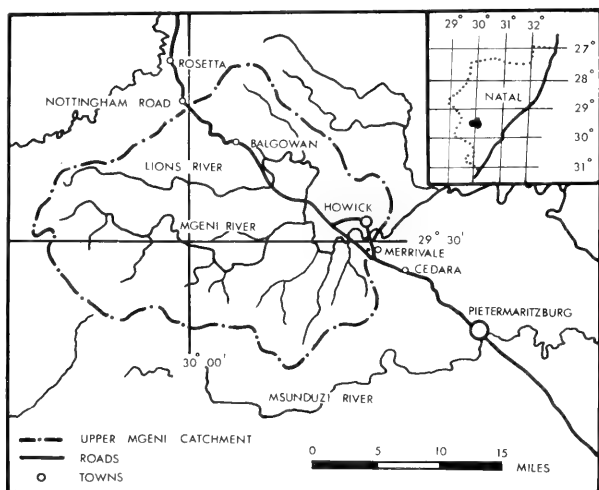 29° 30° 31° 32°
27°
28°
NATAL
29
30°
31°
ROSETTA
NOTTINGHAM ROAD
BALGOWAN
LIONS RIVER
HOWICK
MGENI RIVER
29° 30'
MERRIVALE
CEDARA
PIETERMARITZBURG
30° 00'
MSUNDUZI RIVER
UPPER MGENI CATCHMENT
ROADS
TOWNS
0 5 10 15
MILES